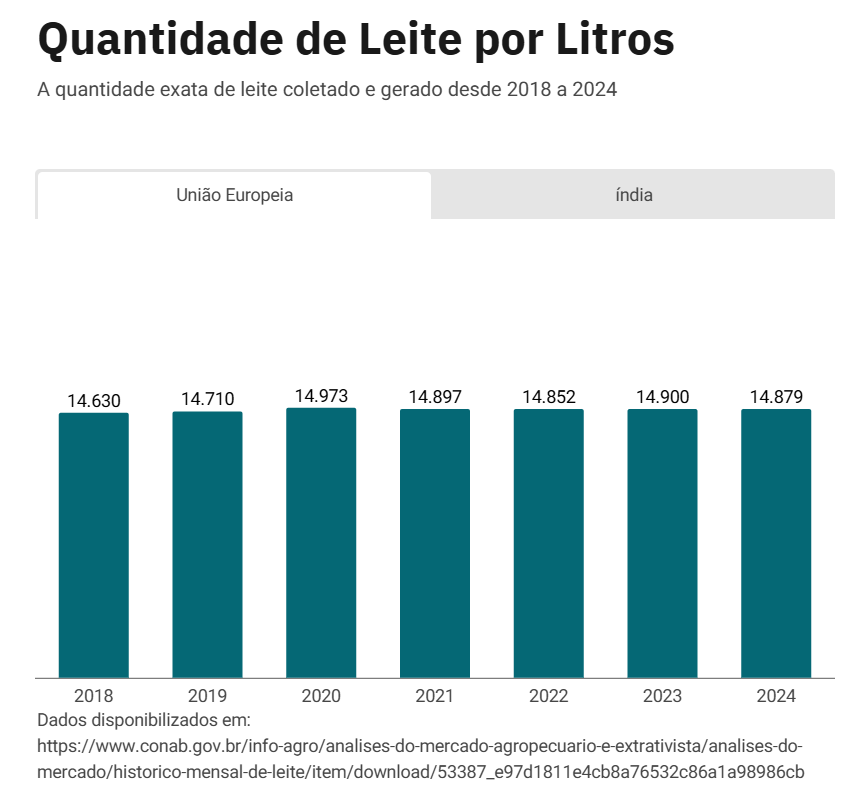 Quantidade de Leite por Litros
A quantidade exata de leite coletado e gerado desde 2018 a 2024
União Europeia
índia
14.630
14.710
14.973
14.897
14.852
14.900
14.879
2018
2019
2020
2021
2022
2023
2024
Dados disponibilizados em:
https://www.conab.gov.br/info-agro/analises-do-mercado-agropecuario-e-extrativista/analises-do-
mercado/historico-mensal-de-leite/item/download/53387_e97d1811e4cb8a76532c86a1a98986cb